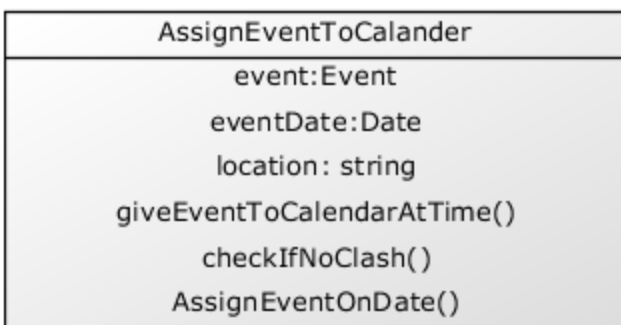 AssignEventToCalander
event:Event
eventDate:Date
location: string
giveEventToCalendarAtTime()
checkIfNoClash()
AssignEventOnDate()